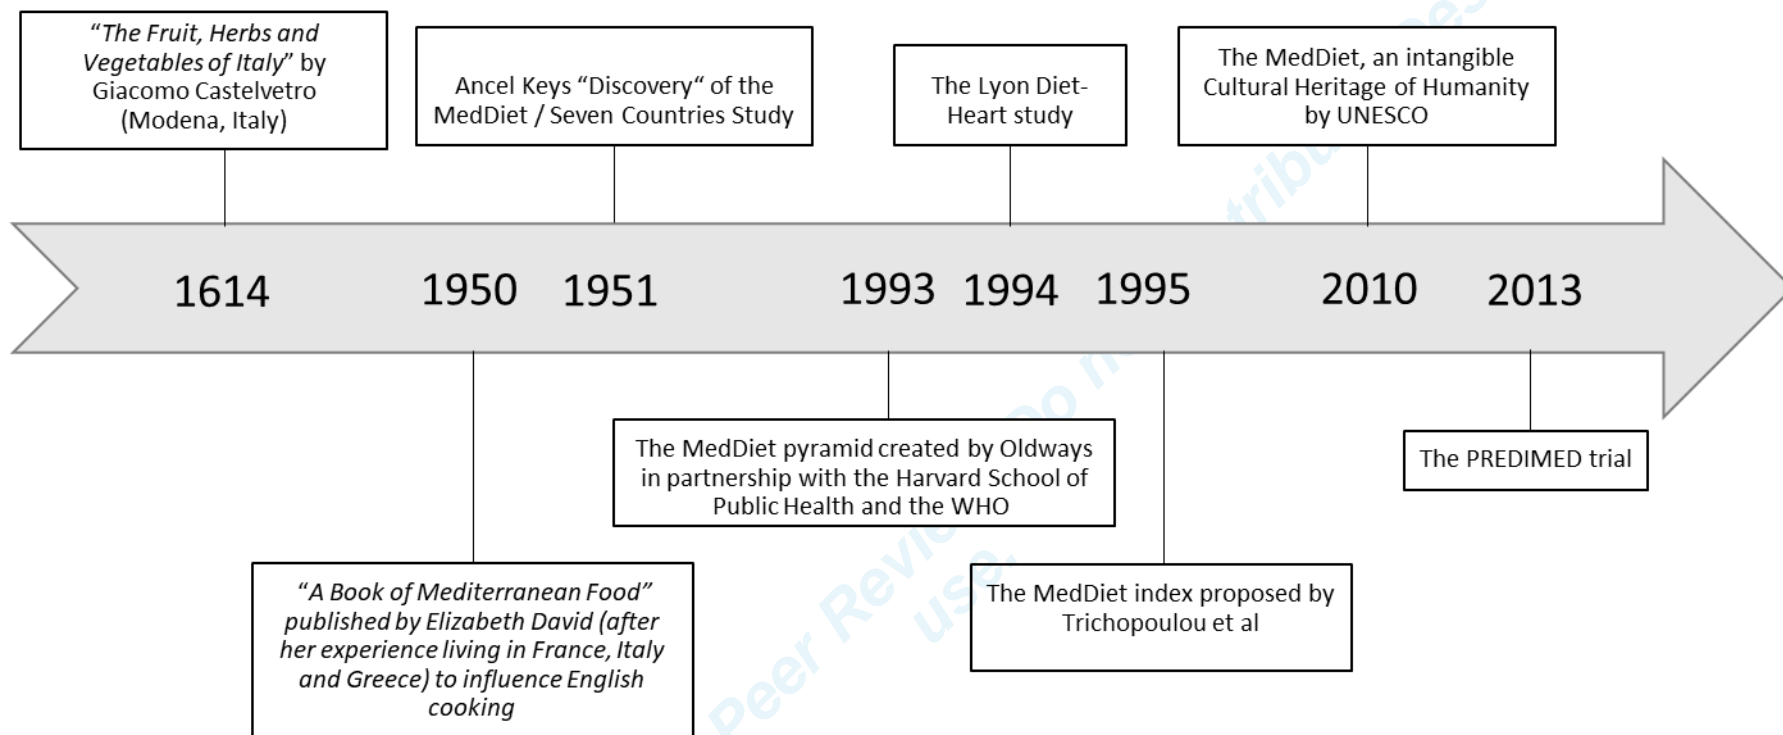 “The Fruit, Herbs and
Vegetables of Italy” by
Giacomo Castelvetro
(Modena, Italy)
Ancel Keys “Discovery“ of the
MedDiet / Seven Countries Study
The Lyon Diet-
Heart study
The MedDiet, an intangible
Cultural Heritage of Humanity
by UNESCO
1614
1950
1951
1993
1994
1995
2010
2013
The MedDiet pyramid created by Oldways
in partnership with the Harvard School of
Public Health and the WHO
The PREDIMED trial
“A Book of Mediterranean Food”
published by Elizabeth David (after
her experience living in France, Italy
and Greece) to influence English
cooking
The MedDiet index proposed by
Trichopoulou et al
Peer Review
use.